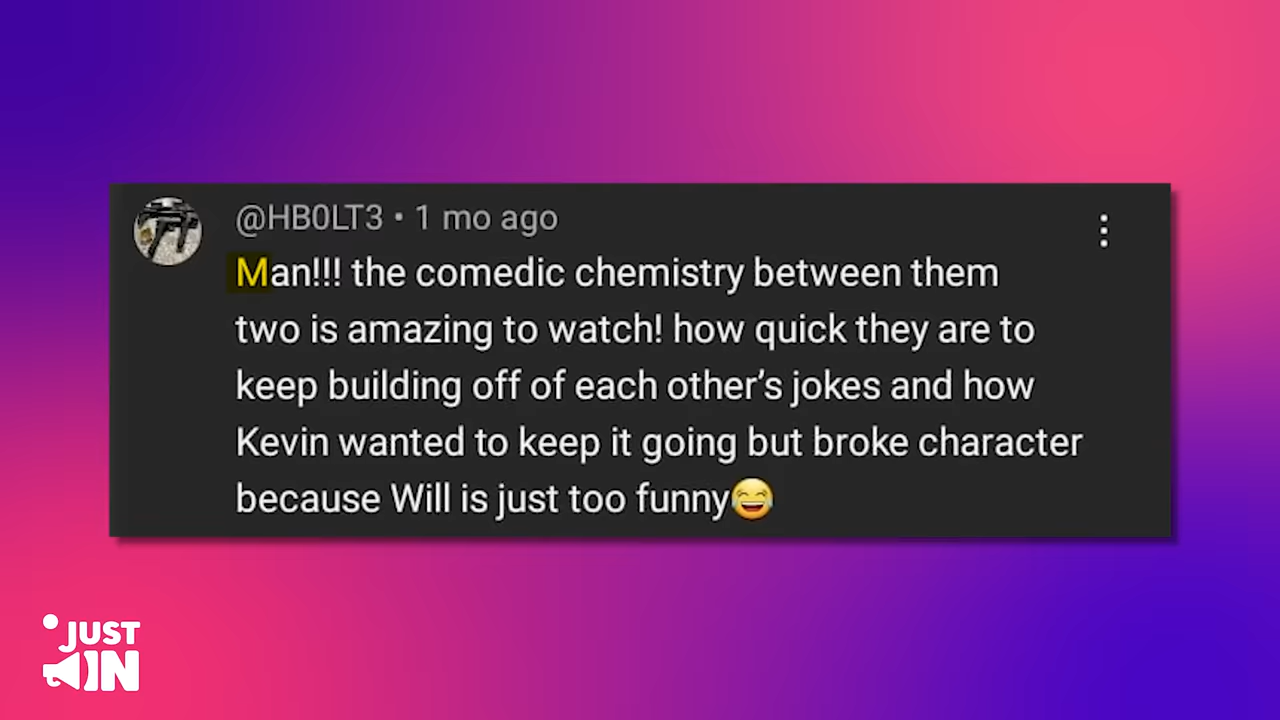 @HB0LT3 • 1 mo ago
Man!!! the comedic chemistry between them
two is amazing to watch! how quick they are to
keep building off of each other’s jokes and how
Kevin wanted to keep it going but broke character
because Will is just too funny😂
JUST
IN